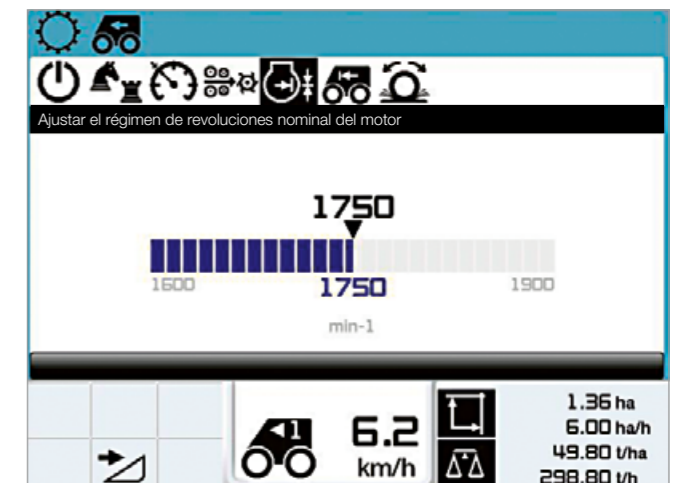 Ajustar el régimen de revoluciones nominal del motor
1750
1600 1750 1900
min-1
1
6.2
km/h
1.36 ha
6.00 ha/h
49.80 t/ha
298.80 t/h